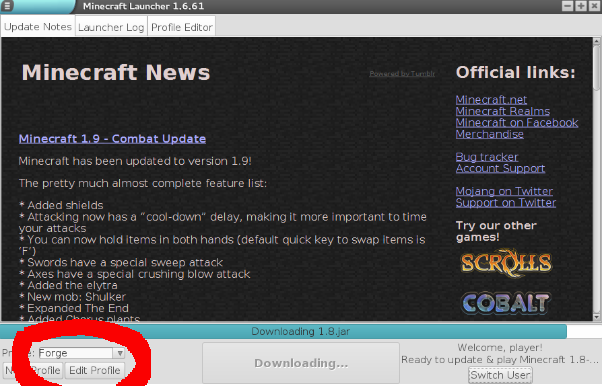 Minecraft Launcher 1.6.61
Update Notes Launcher Log Profile Editor
Minecraft News
Powered by Tumblr
Official links:
Minecraft.net
Minecraft Realms
Minecraft on Facebook
Merchandise
Bug tracker
Account Support
Mojang on Twitter
Support on Twitter
Try our other
games!
SCROLLS
COBALT
Minecraft 1.9 - Combat Update
Minecraft has been updated to version 1.9!
The pretty much almost complete feature list:
* Added shields
* Attacking now has a "cool-down" delay, making it more important to time
your attacks
* You can now hold items in both hands (default quick key to swap items is
'F')
* Swords have a special sweep attack
* Axes have a special crushing blow attack
* Added the elytra
* New mob: Shulker
* Expanded The End
* Added Chorus plants
Downloading 1.8.jar
Forge
Profile Edit Profile
Downloading...
Welcome, player!
Ready to update & play Minecraft 1.8-...
Switch User